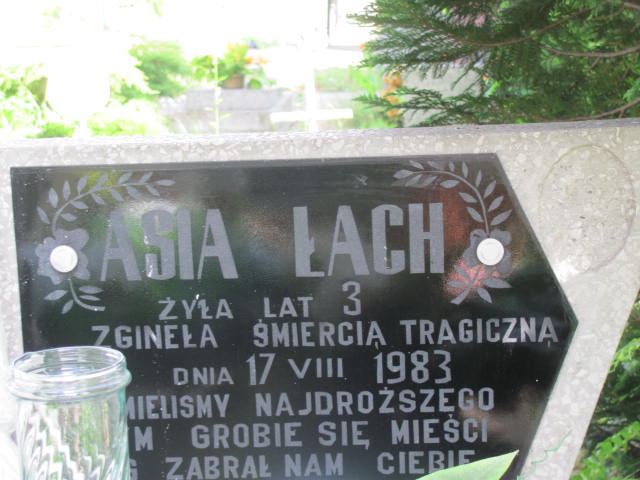 ASIA ŁACH
ŻYŁA LAT 3
ZGINEŁA ŚMIERCIĄ TRAGICZNĄ
DNIA 17 VIII 1983
MIELISMY NAJDROŻSZEGO
GROBIE SIĘ MIEŚCI
ZABRAŁ NAM CIEBIE